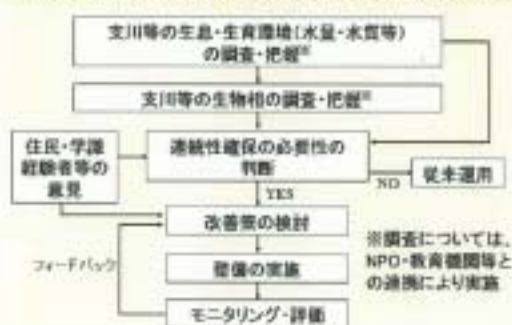 支川等の生息・生育環境(水量・水質等)
の調査・把握※
支川等の生物相の調査・把握※
住民・学識
経験者等の
意見
連続性確保の必要性の
判断
NO
従来運用
YES
改善策の検討
フィードバック
整備の実施
モニタリング・評価
※調査については、
NPO・教育機関等と
の連携により実施